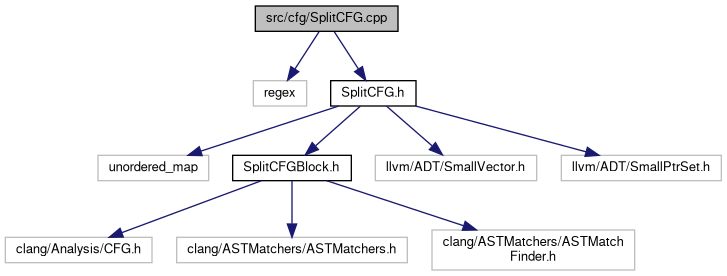 src/cfg/SplitCFG.cpp
regex
SplitCFG.h
unordered_map
SplitCFGBlock.h
llvm/ADT/SmallVector.h
llvm/ADT/SmallPtrSet.h
clang/Analysis/CFG.h
clang/ASTMatchers/ASTMatchers.h
clang/ASTMatchers/ASTMatch
Finder.h